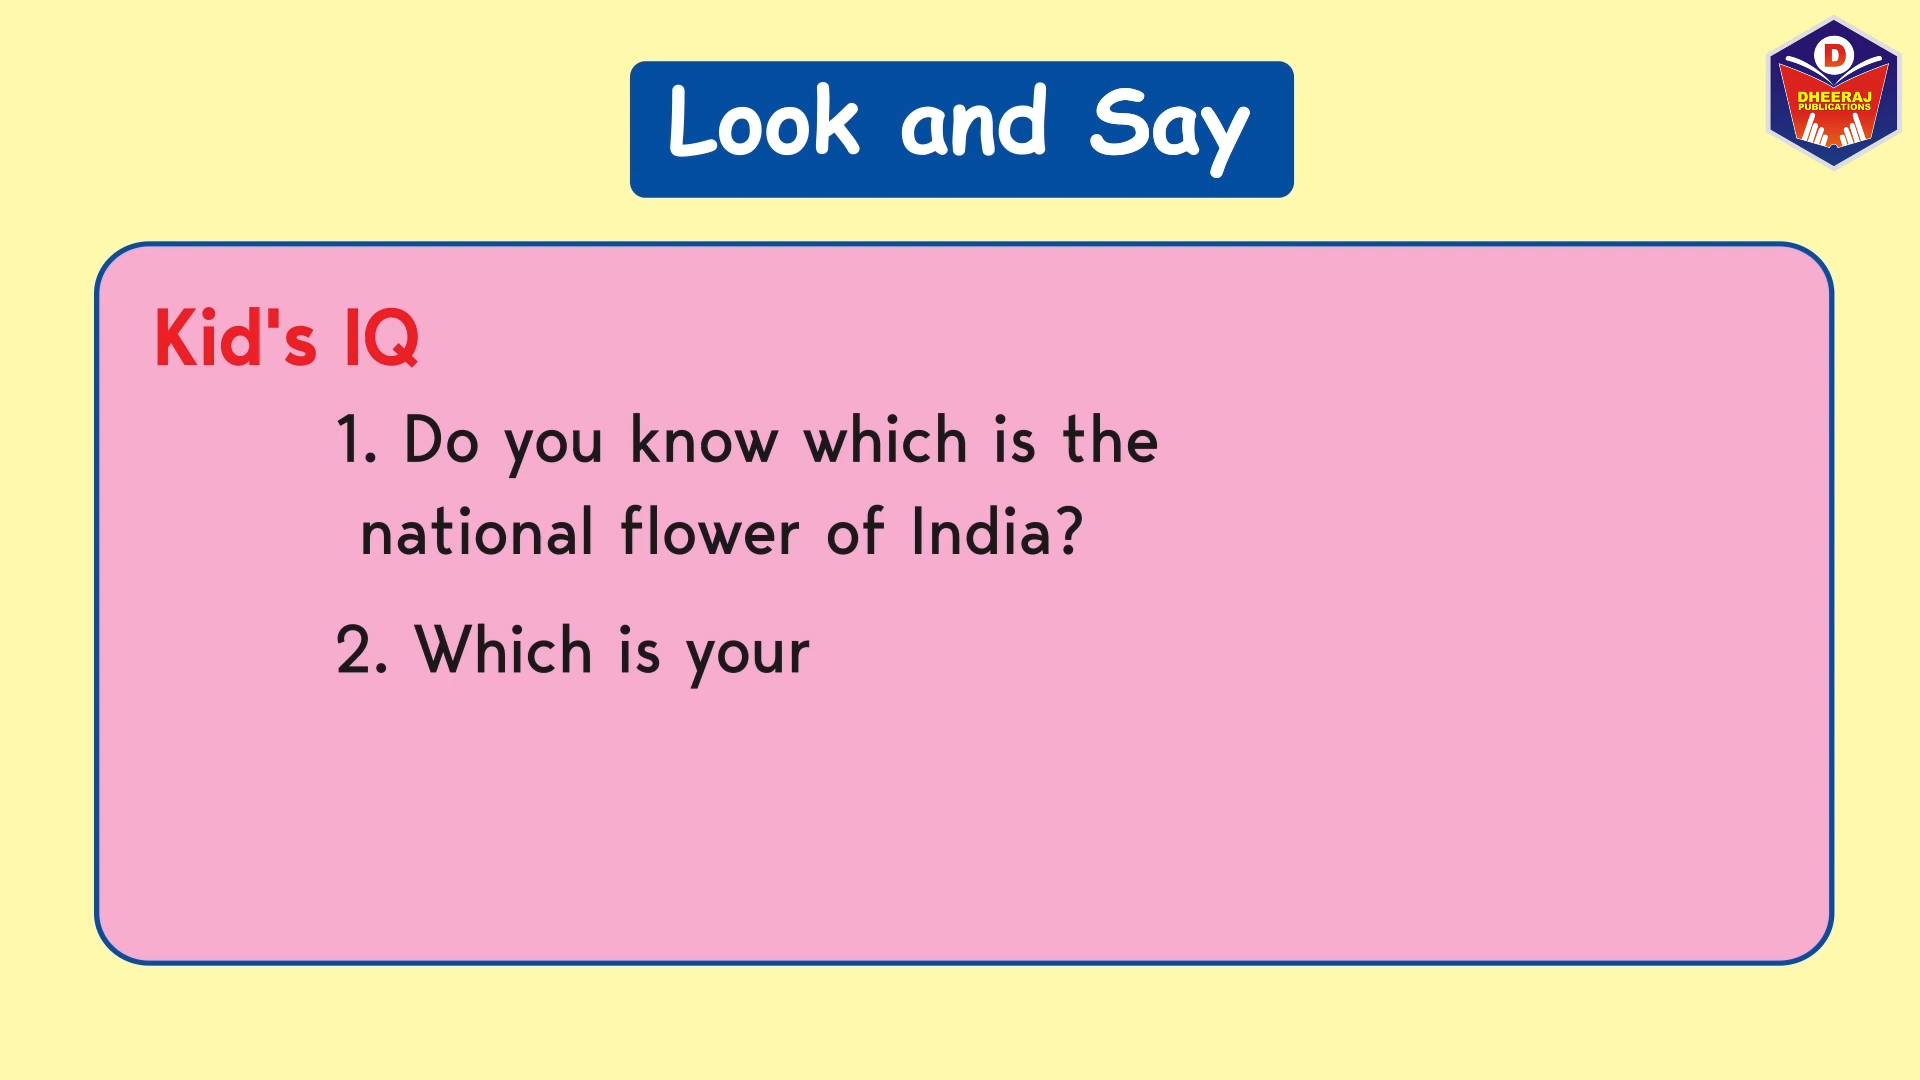 Look and Say
D
DHEERAJ
PUBLICATIONS
Kid's IQ
1. Do you know which is the
national flower of India?
2. Which is your